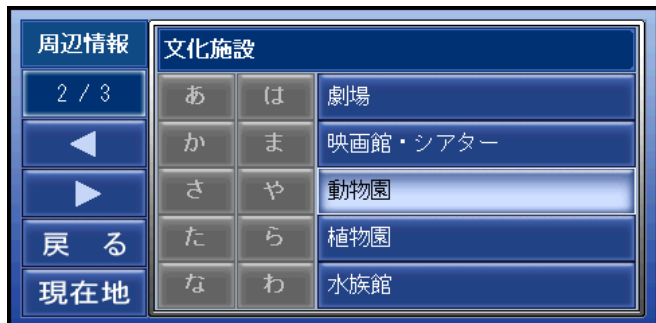 周辺情報
文化施設
2 / 3
◀
▶
戻 る
現在地
あ は
か ま
さ や
た ら
な わ
劇場
映画館・シアター
動物園
植物園
水族館